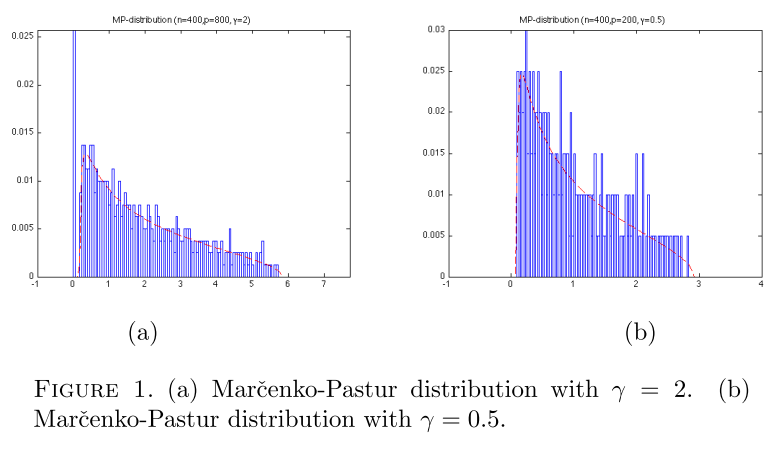 MP-distribution (n=400,p=800, γ=2)
0.025
0.02
0.015
0.01
0.005
0
-1 0 1 2 3 4 5 6 7
(a)
MP-distribution (n=400,p=200, γ=0.5)
0.03
0.025
0.02
0.015
0.01
0.005
0
-1 0 1 2 3 4
(b)
FIGURE 1. (a) Marčenko-Pastur distribution with γ = 2. (b)
Marčenko-Pastur distribution with γ = 0.5.